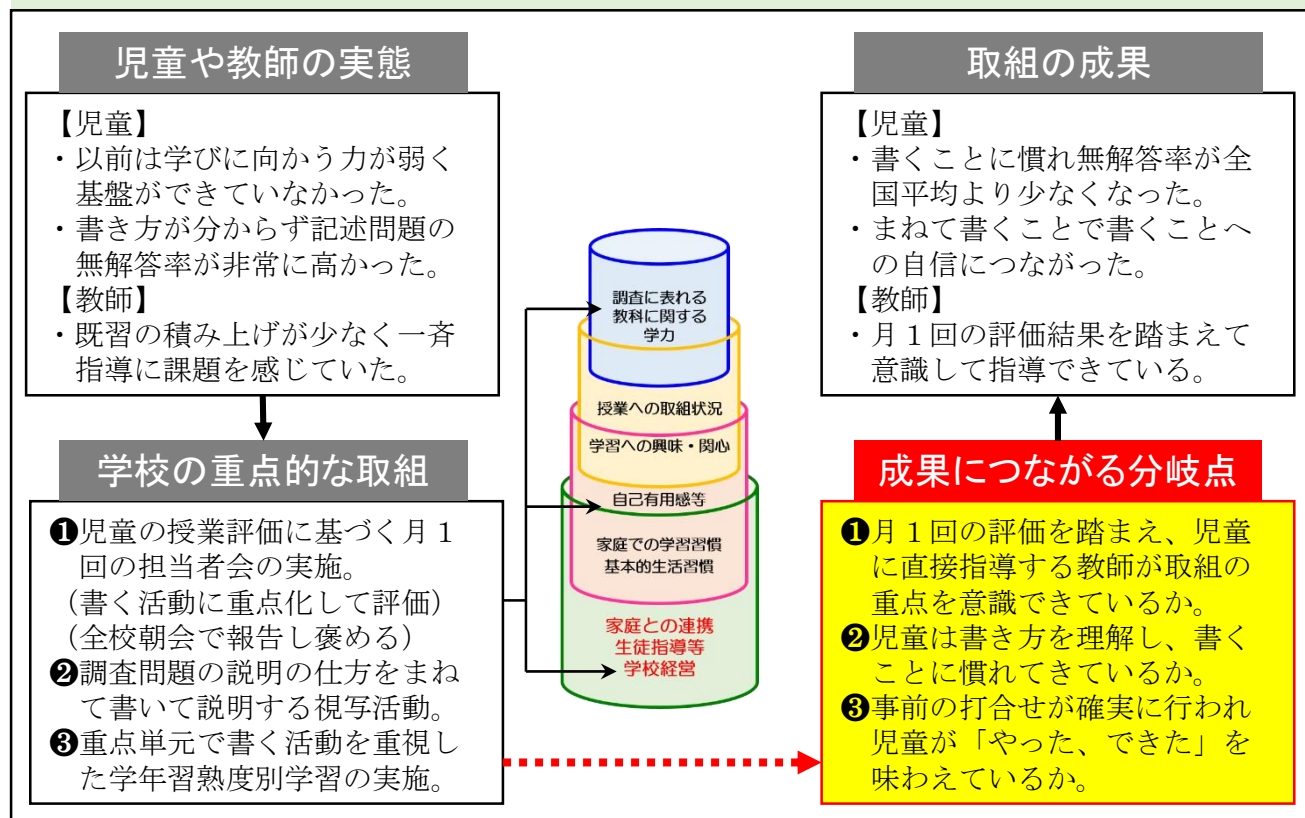 児童や教師の実態
【児童】
・以前は学びに向かう力が弱く
基盤ができていなかった。
・書き方が分からず記述問題の
無解答率が非常に高かった。
【教師】
・既習の積み上げが少なく一斉
指導に課題を感じていた。
学校の重点的な取組
❶児童の授業評価に基づく月１
回の担当者会の実施。
（書く活動に重点化して評価）
（全校朝会で報告し褒める）
❷調査問題の説明の仕方をまね
て書いて説明する視写活動。
❸重点単元で書く活動を重視し
た学年習熟度別学習の実施。
調査に表れる
教科に関する
学力
授業への取組状況
学習への興味・関心
自己有用感等
家庭での学習習慣
基本的生活習慣
家庭との連携
生徒指導等
学校経営
取組の成果
【児童】
・書くことに慣れ無解答率が全
国平均より少なくなった。
・まねて書くことで書くことへ
の自信につながった。
【教師】
・月１回の評価結果を踏まえて
意識して指導できている。
成果につながる分岐点
❶月１回の評価を踏まえ、児童
に直接指導する教師が取組の
重点を意識できているか。
❷児童は書き方を理解し、書く
ことに慣れてきているか。
❸事前の打合せが確実に行われ
児童が「やった、できた」を
味わえているか。